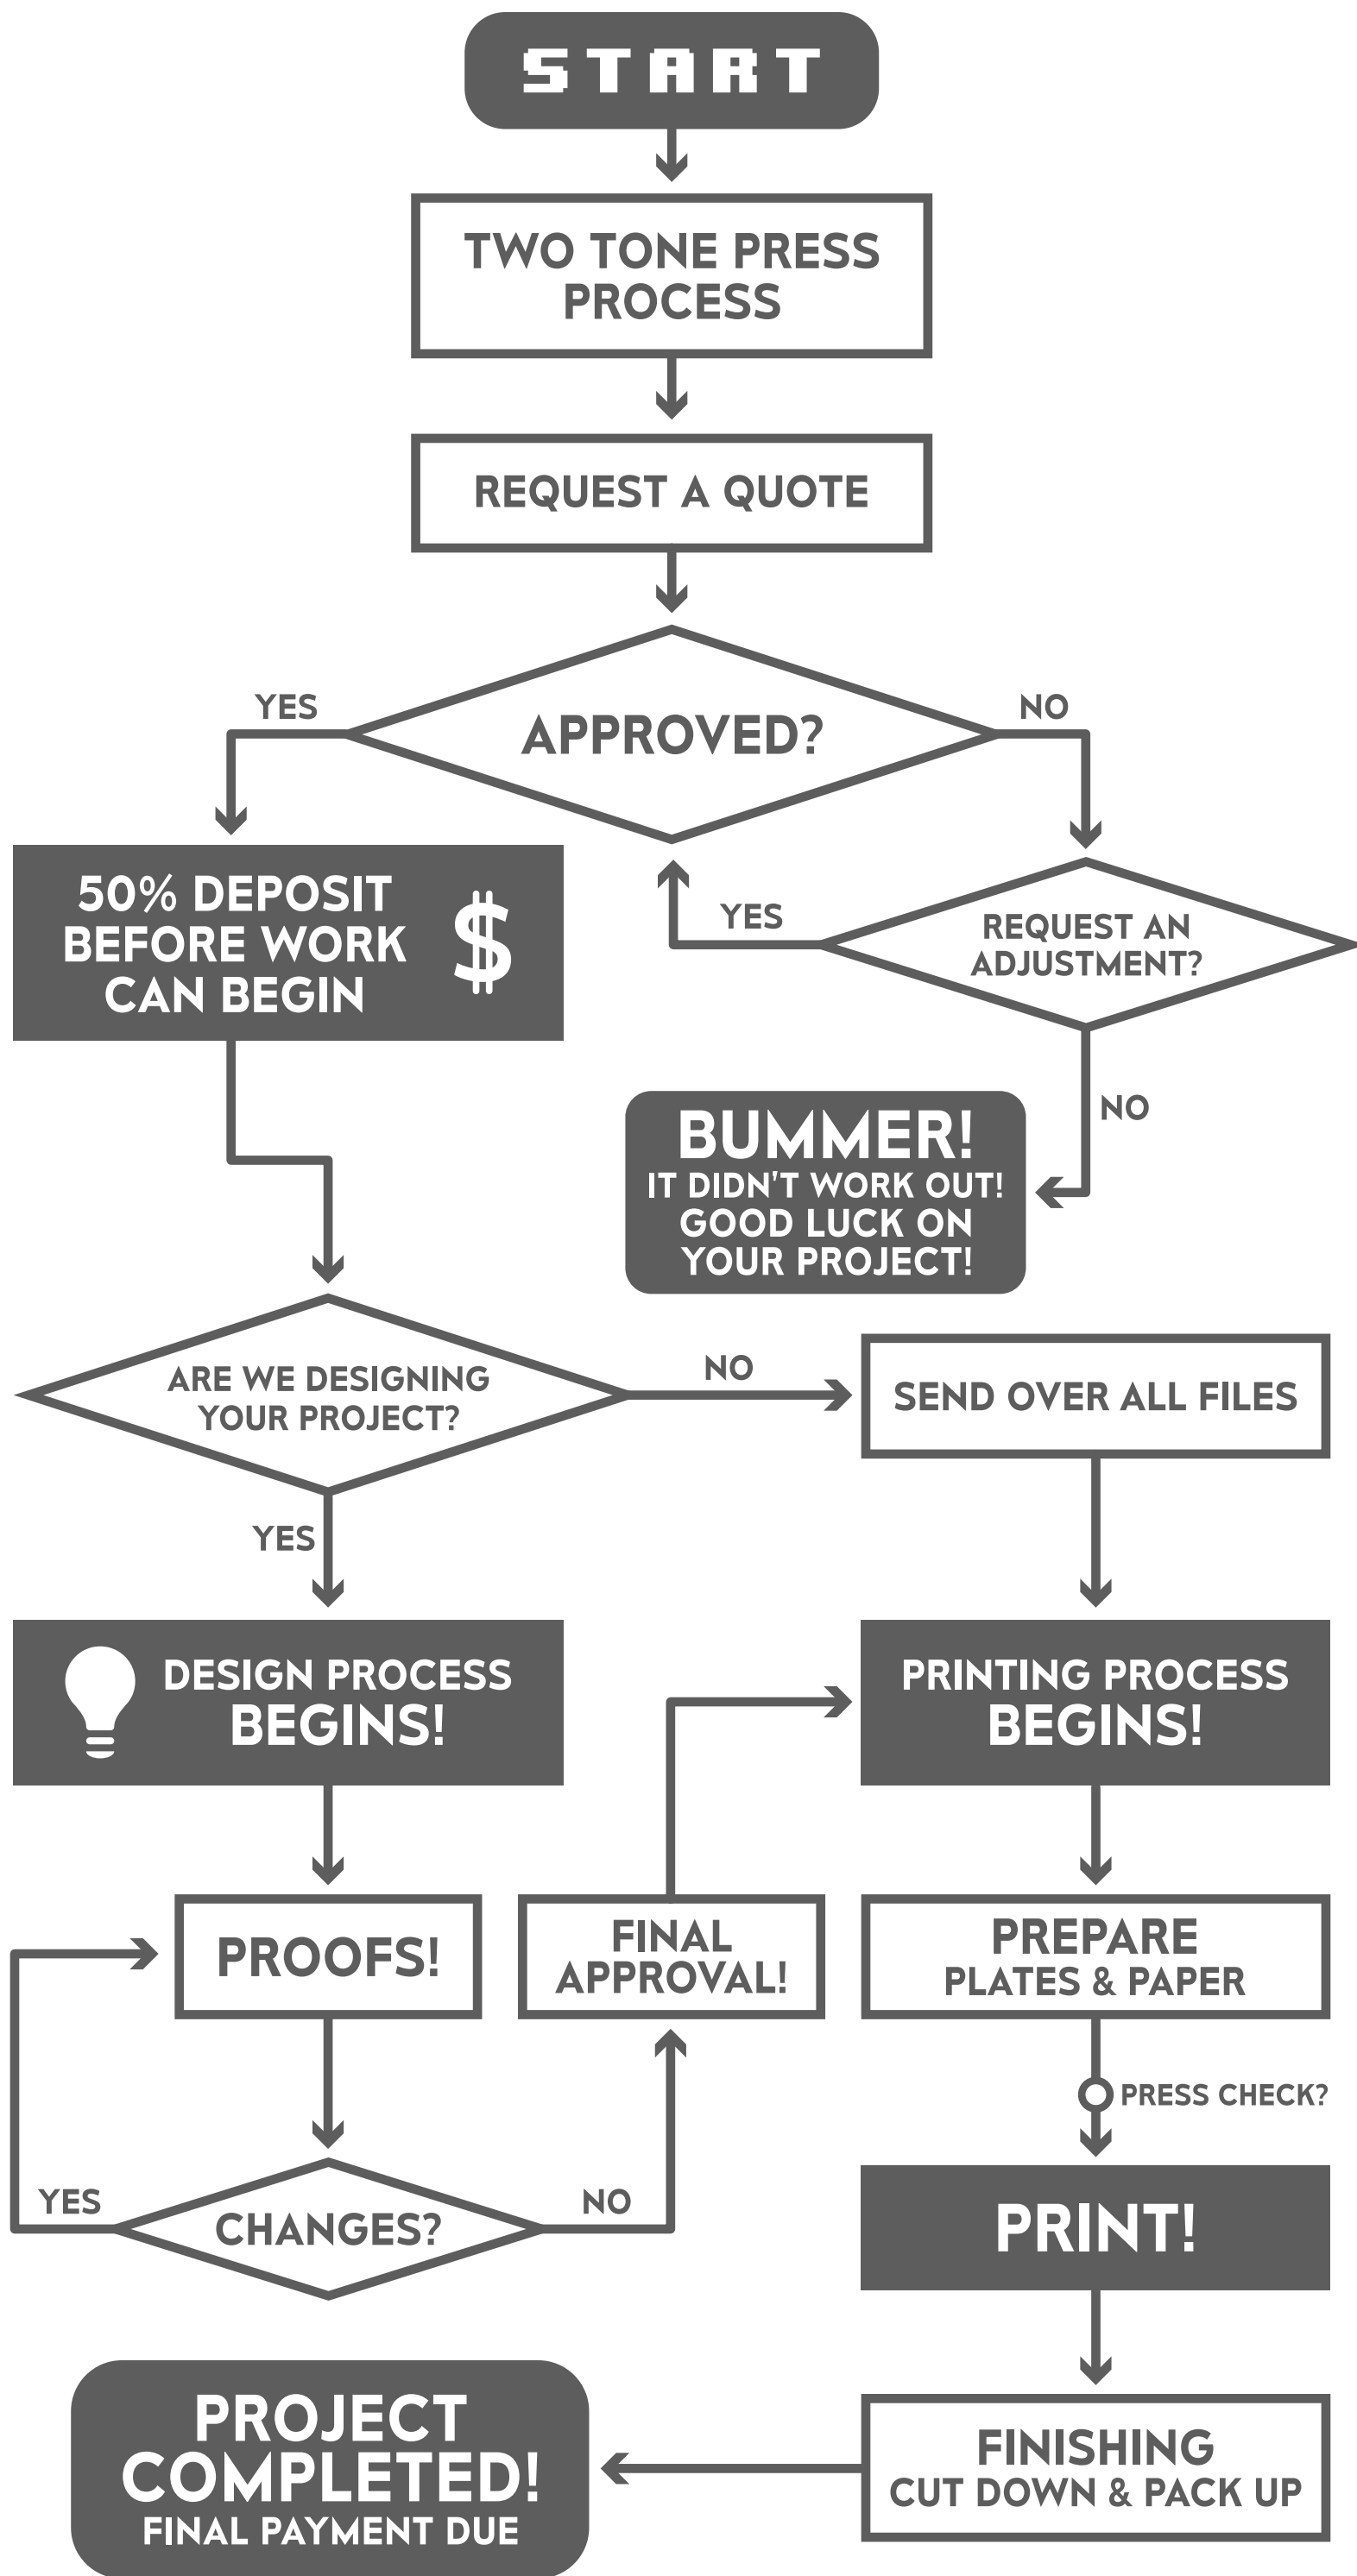 START
TWO TONE PRESS
PROCESS
REQUEST A QUOTE
APPROVED?
YES
NO
50% DEPOSIT
BEFORE WORK
CAN BEGIN
$
REQUEST AN
ADJUSTMENT?
YES
NO
BUMMER!
IT DIDN'T WORK OUT!
GOOD LUCK ON
YOUR PROJECT!
ARE WE DESIGNING
YOUR PROJECT?
NO
SEND OVER ALL FILES
YES
DESIGN PROCESS
BEGINS!
PRINTING PROCESS
BEGINS!
PROOFS!
FINAL
APPROVAL!
PREPARE
PLATES & PAPER
PRESS CHECK?
CHANGES?
YES
NO
PRINT!
FINISHING
CUT DOWN & PACK UP
PROJECT
COMPLETED!
FINAL PAYMENT DUE